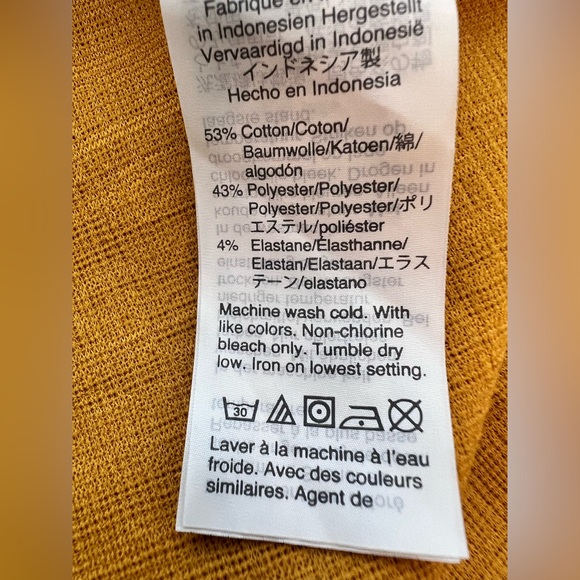 Fabrique en
in Indonesien Hergestellt
Vervaardigd in Indonesië
インドネシア製
Hecho en Indonesia
53% Cotton/Coton/
Baumwolle/Katoen/綿/
algodón
43% Polyester/Polyester/
Polyester/Polyester/ポリ
エステル/poliéster
4% Elastane/Élasthanne/
Elastan/Elastaan/エラス
テーン/elastano
Machine wash cold. With
like colors. Non-chlorine
bleach only. Tumble dry
low. Iron on lowest setting.
30
Laver à la machine à l'eau
froide. Avec des couleurs
similaires. Agent de